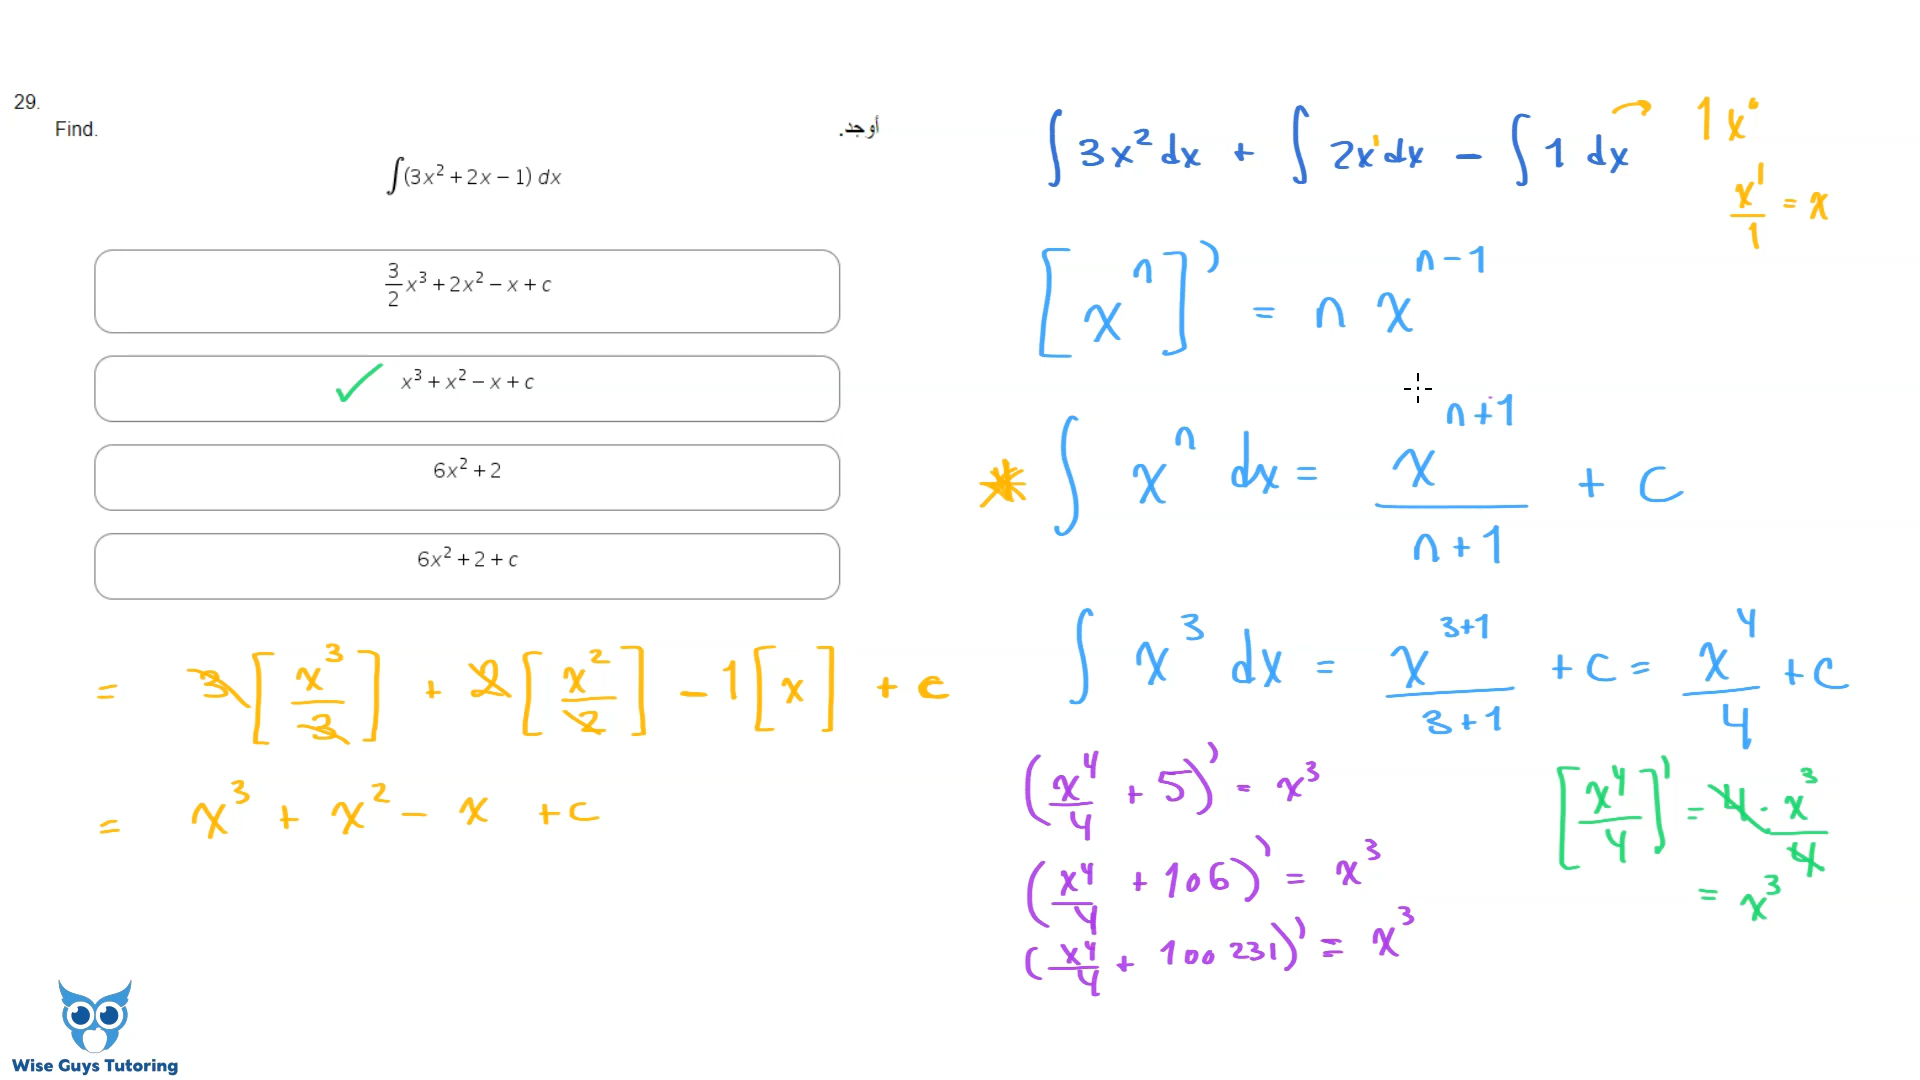 29.
Find.
أوجد.
∫(3x² + 2x − 1) dx
3/2 x³ + 2x² − x + c
✓ x³ + x² − x + c
6x² + 2
6x² + 2 + c
= 3[x³/3] + 2[x²/2] − 1[x] + c
= x³ + x² − x + c
∫ 3x² dx + ∫ 2x¹ dx − ∫ 1 dx → 1x⁰
x¹/1 = x
[xⁿ]' = n xⁿ⁻¹
* ∫ xⁿ dx = xⁿ⁺¹/n+1 + c
∫ x³ dx = x³⁺¹/3+1 + c = x⁴/4 + c
(x⁴/4 + 5)' = x³
(x⁴/4 + 106)' = x³
(x⁴/4 + 100 231)' = x³
[x⁴/4]' = 4 · x³/4
= x³
Wise Guys Tutoring